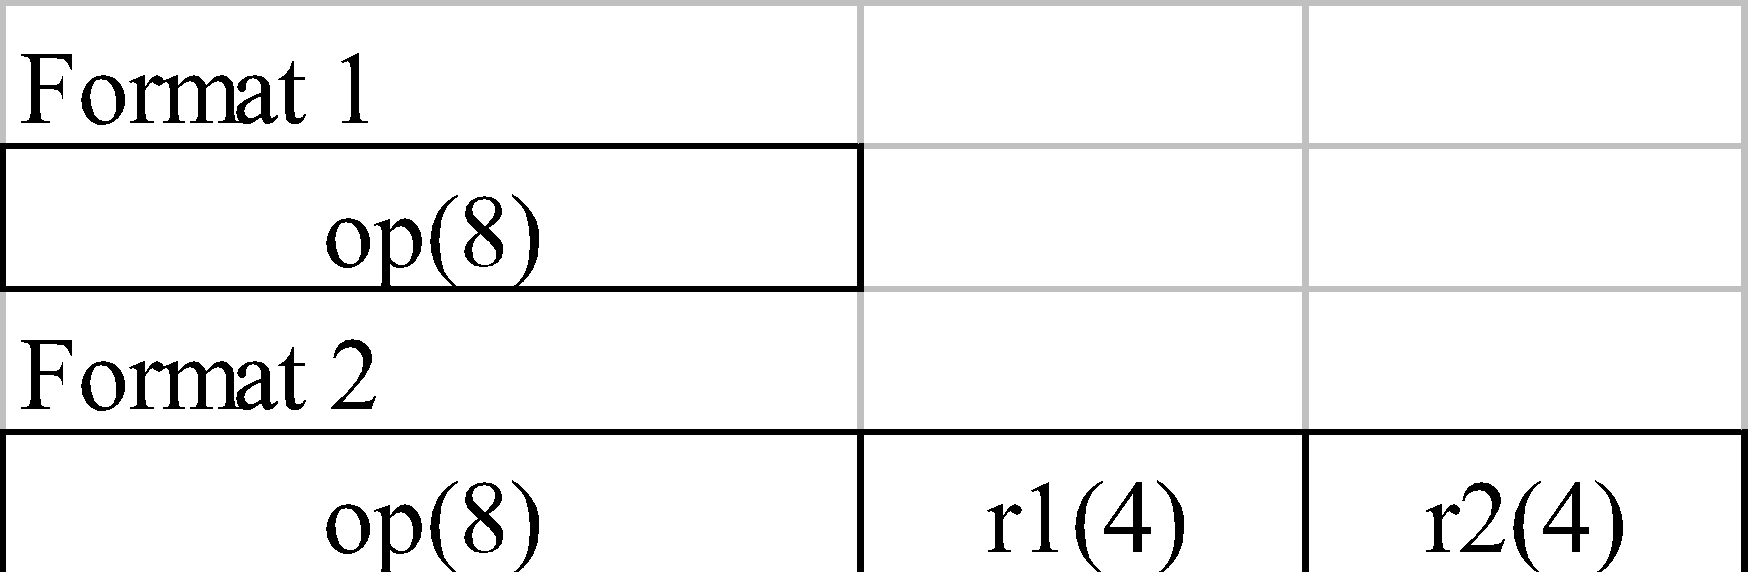 Format 1
op(8)
Format 2
op(8) r1(4) r2(4)